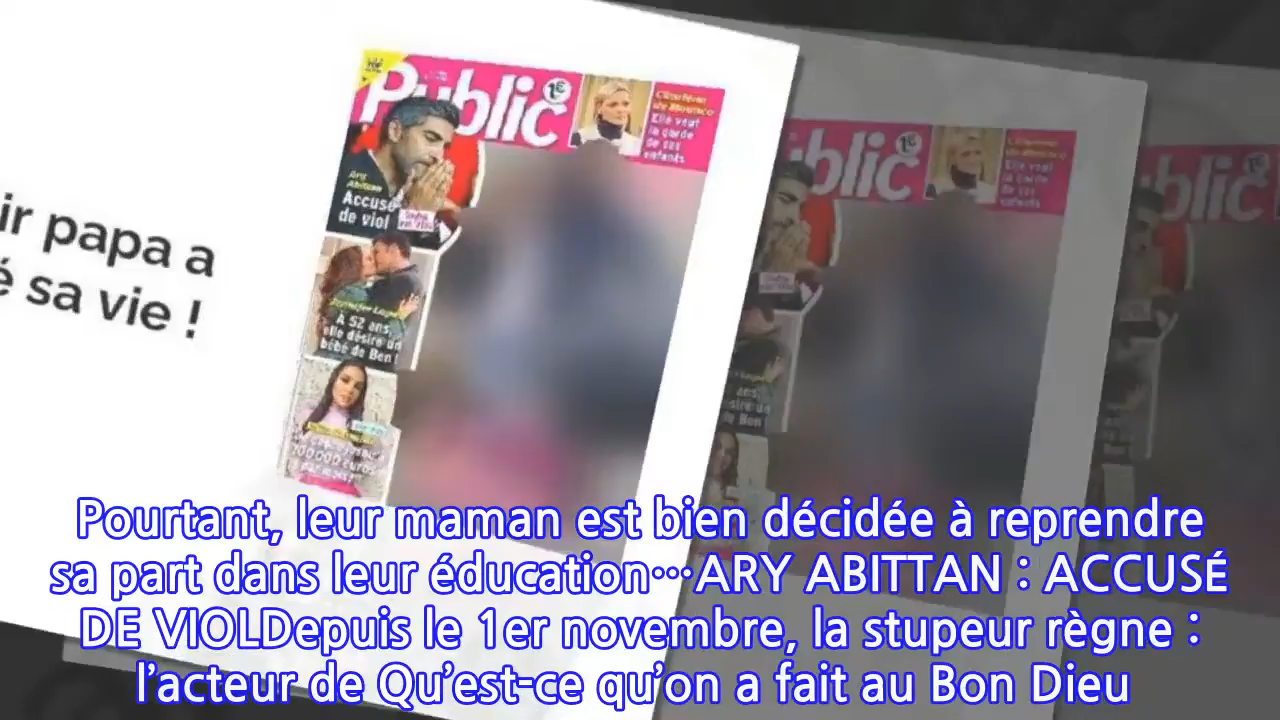 ir papa a
é sa vie !
Public
1€
Elle veut
la garde
de ses
enfants
Ary
Abittan
Accusé
de viol
À 52 ans,
elle désire un
bébé de Ben !
Public
1€
Pourtant, leur maman est bien décidée à reprendre
sa part dans leur éducation…ARY ABITTAN : ACCUSÉ
DE VIOLDepuis le 1er novembre, la stupeur règne :
l’acteur de Qu’est-ce qu’on a fait au Bon Dieu